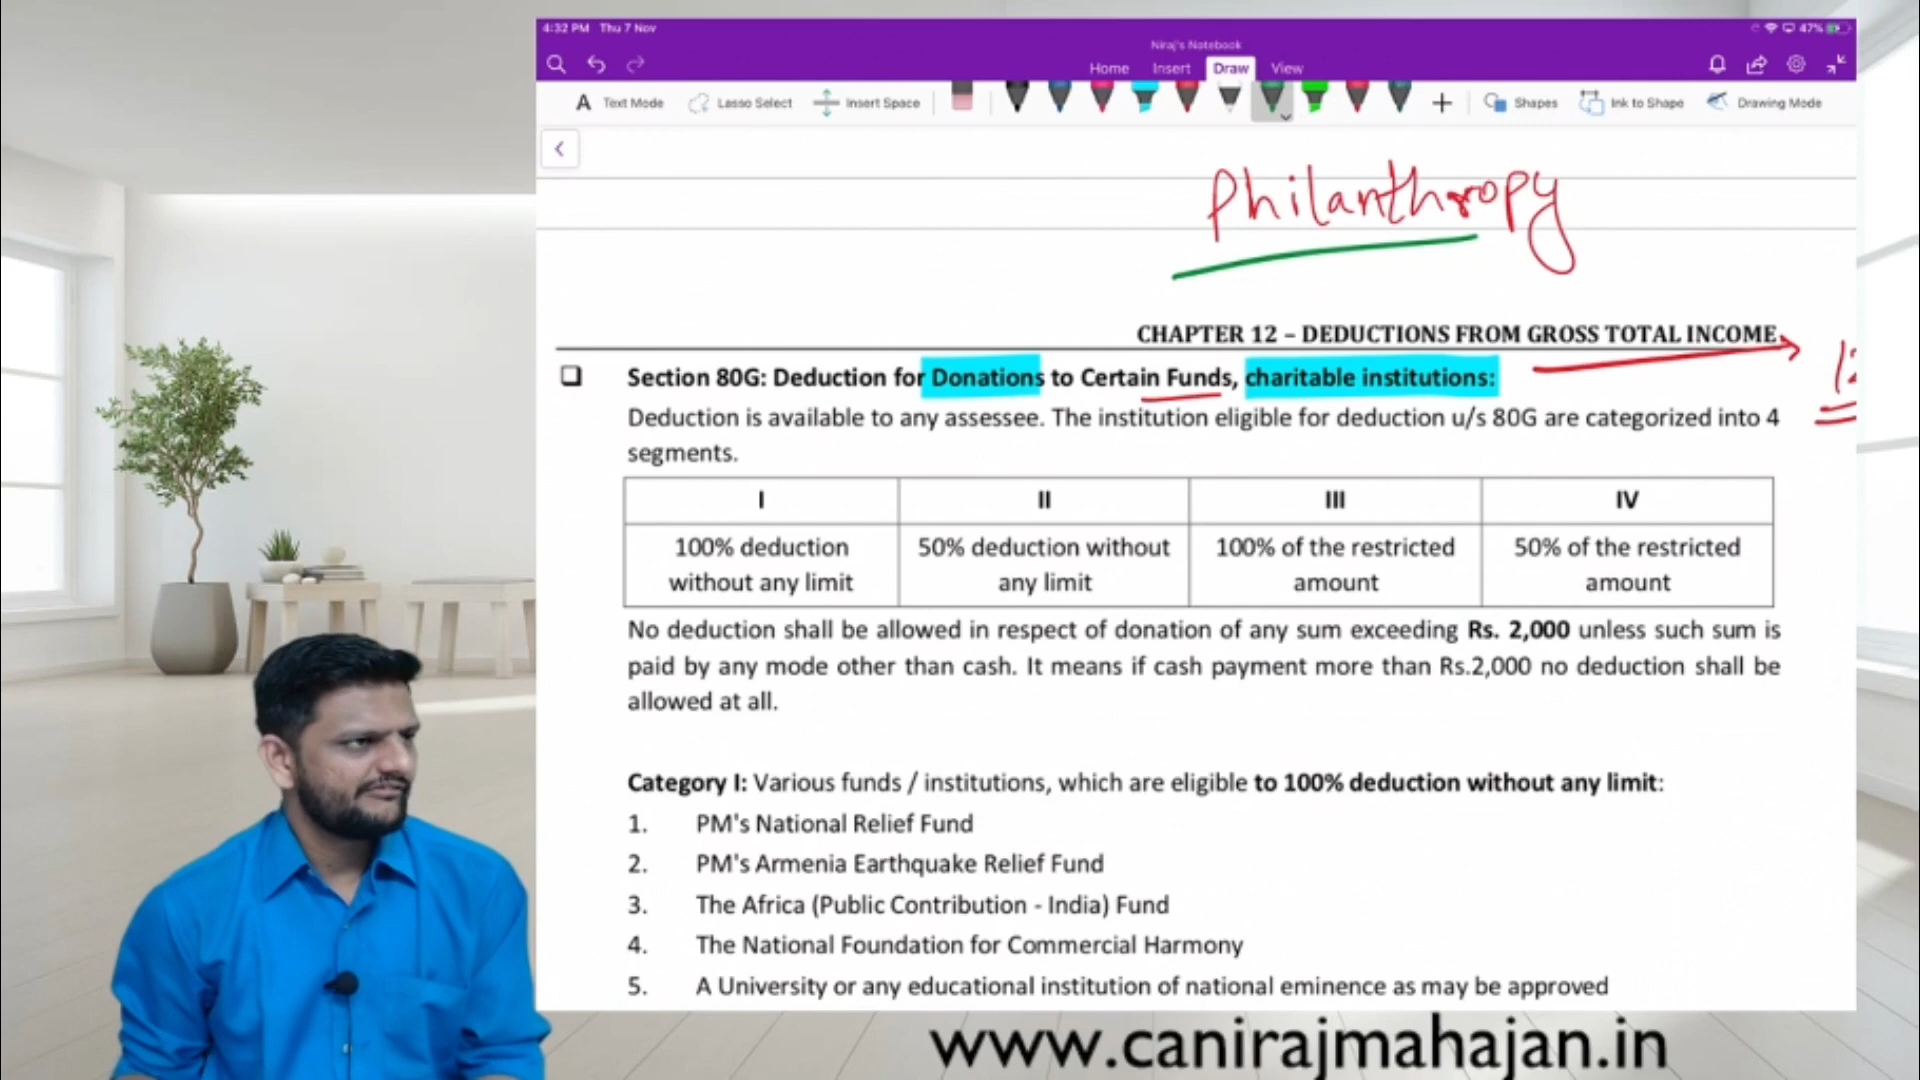 4:32 PM Thu 7 Nov
47%
Niraj's Notebook
Home Insert Draw View
Text Mode Lasso Select Insert Space Shapes Ink to Shape Drawing Mode
Philanthropy
CHAPTER 12 – DEDUCTIONS FROM GROSS TOTAL INCOME
Section 80G: Deduction for Donations to Certain Funds, charitable institutions:
Deduction is available to any assessee. The institution eligible for deduction u/s 80G are categorized into 4
segments.
I II III IV
100% deduction 50% deduction without 100% of the restricted 50% of the restricted
without any limit any limit amount amount
No deduction shall be allowed in respect of donation of any sum exceeding Rs. 2,000 unless such sum is
paid by any mode other than cash. It means if cash payment more than Rs.2,000 no deduction shall be
allowed at all.
Category I: Various funds / institutions, which are eligible to 100% deduction without any limit:
1. PM's National Relief Fund
2. PM's Armenia Earthquake Relief Fund
3. The Africa (Public Contribution - India) Fund
4. The National Foundation for Commercial Harmony
5. A University or any educational institution of national eminence as may be approved
www.canirajmahajan.in